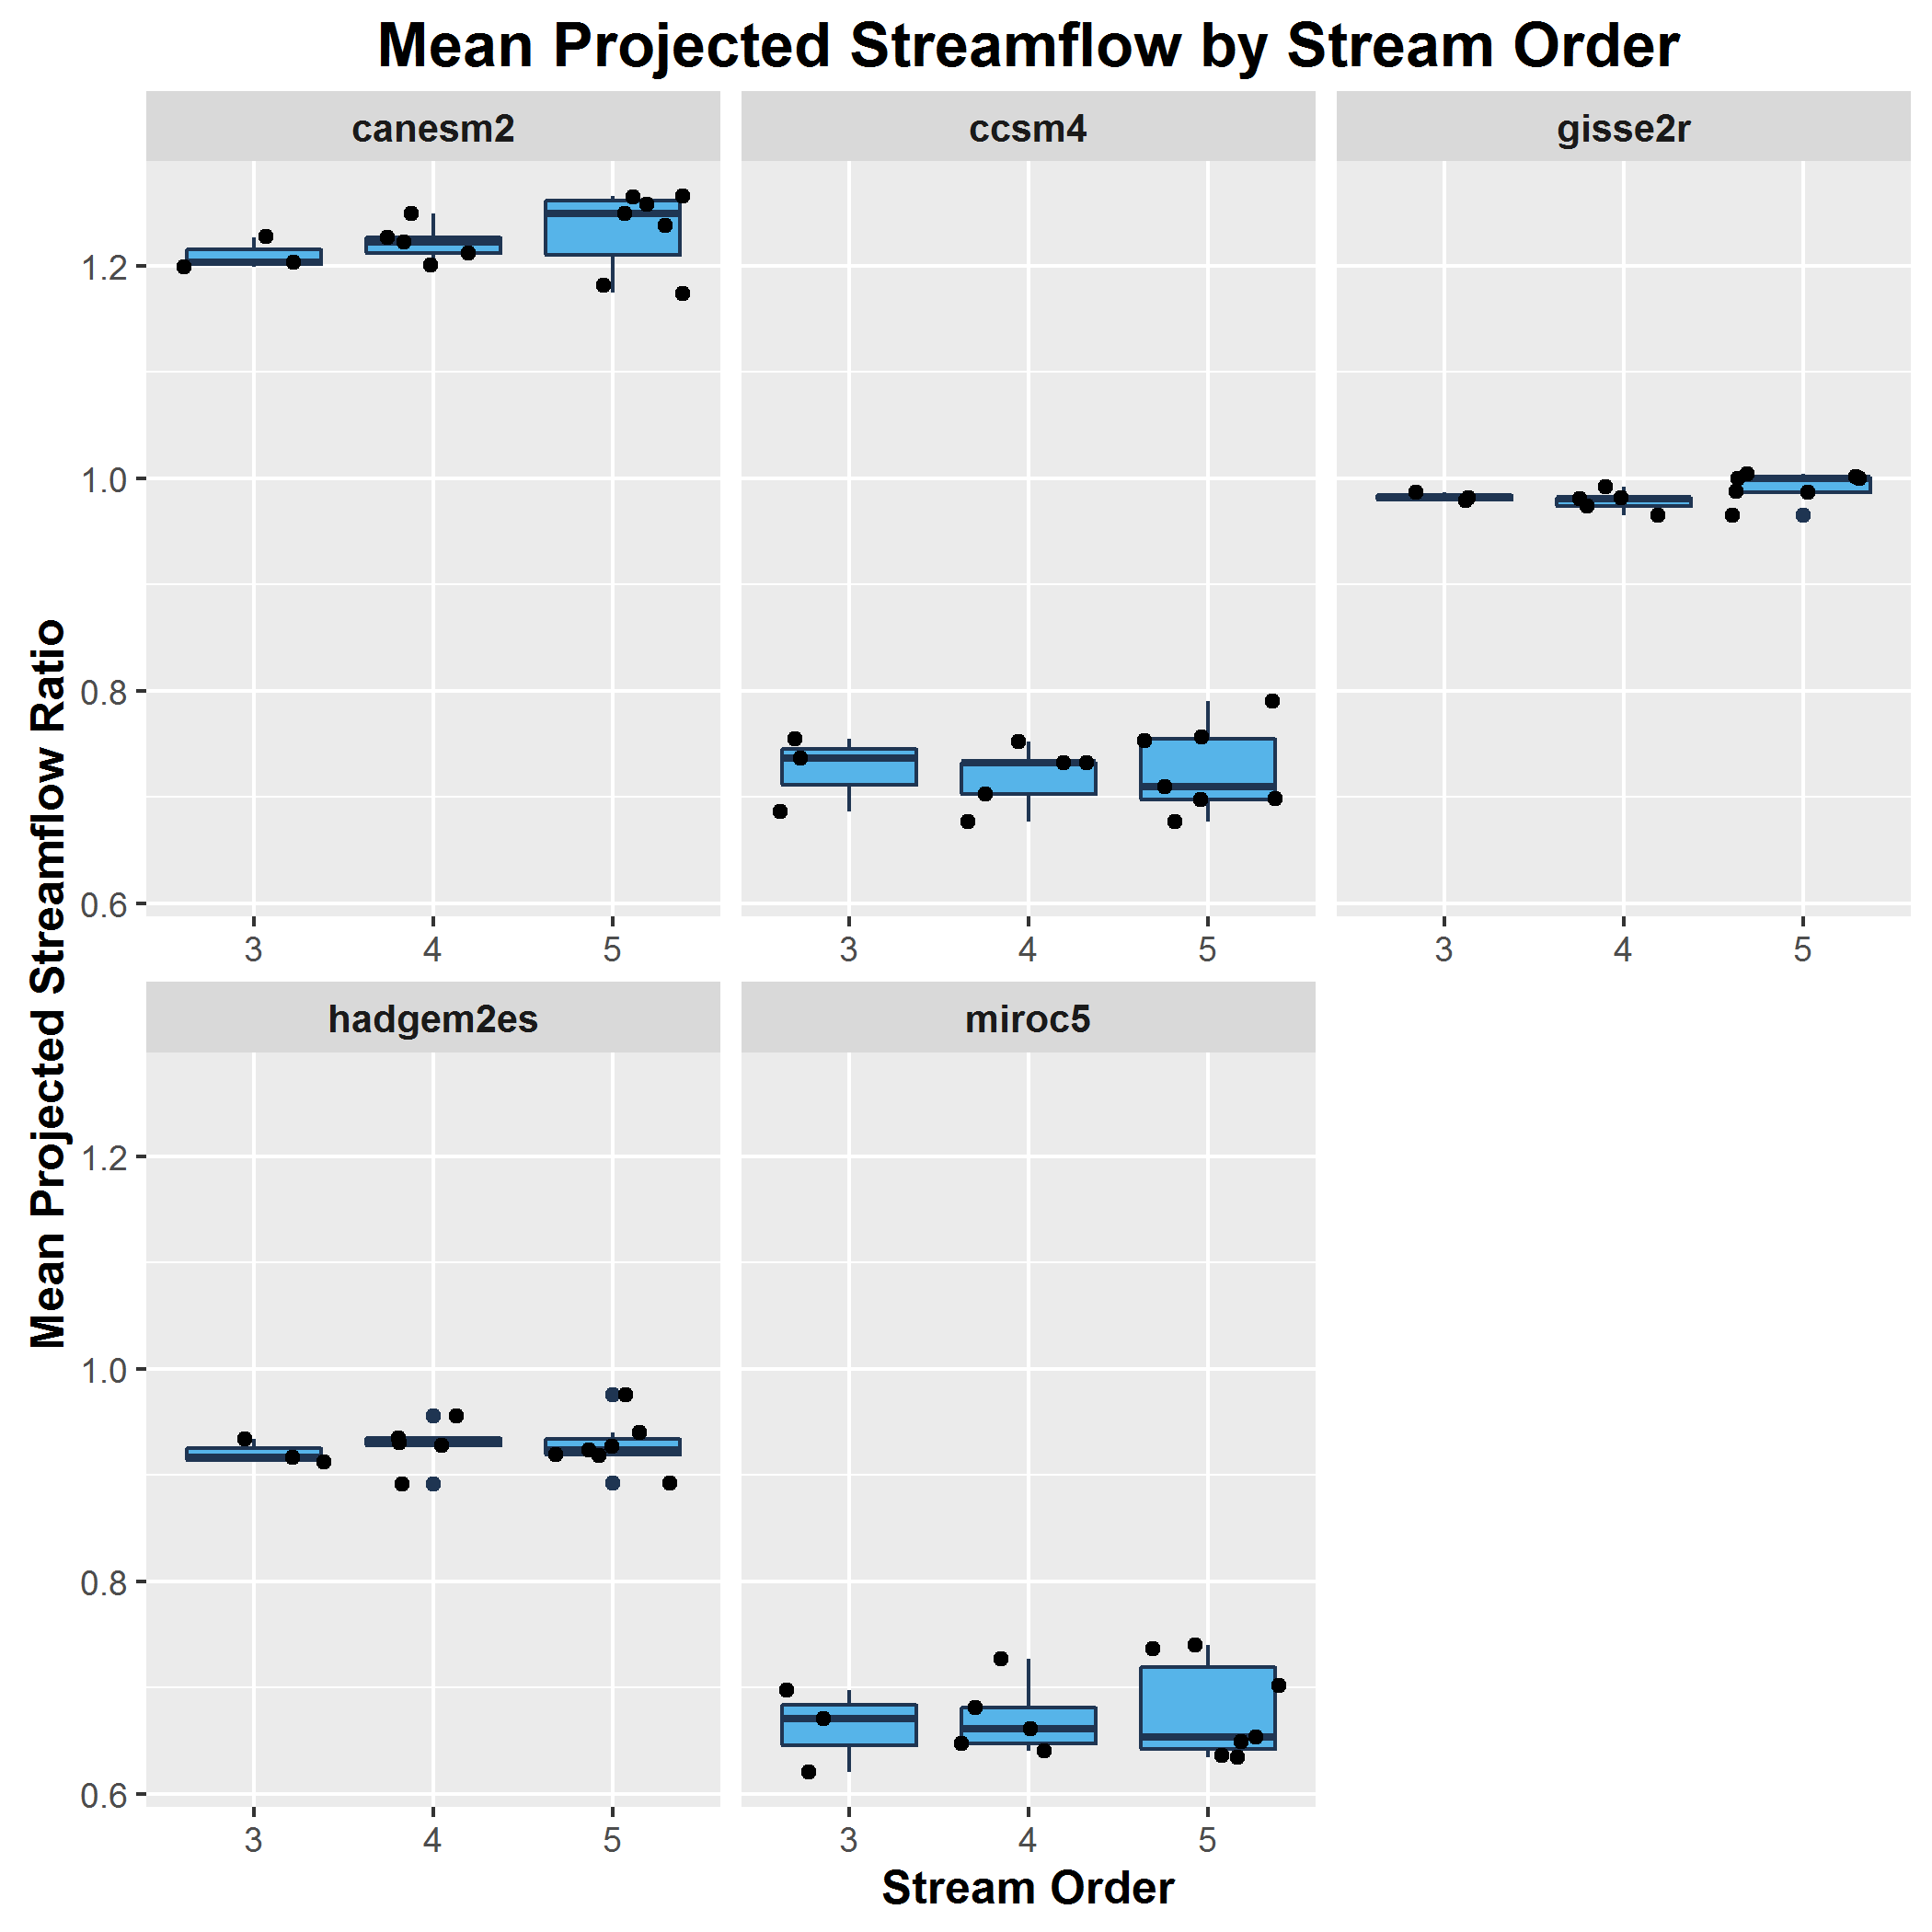 Mean Projected Streamflow by Stream Order
canesm2
ccsm4
gisse2r
Mean Projected Streamflow Ratio
1.2
1.0
0.8
0.6
3 4 5
3 4 5
3 4 5
hadgem2es
miroc5
1.2
1.0
0.8
0.6
3 4 5
3 4 5
Stream Order